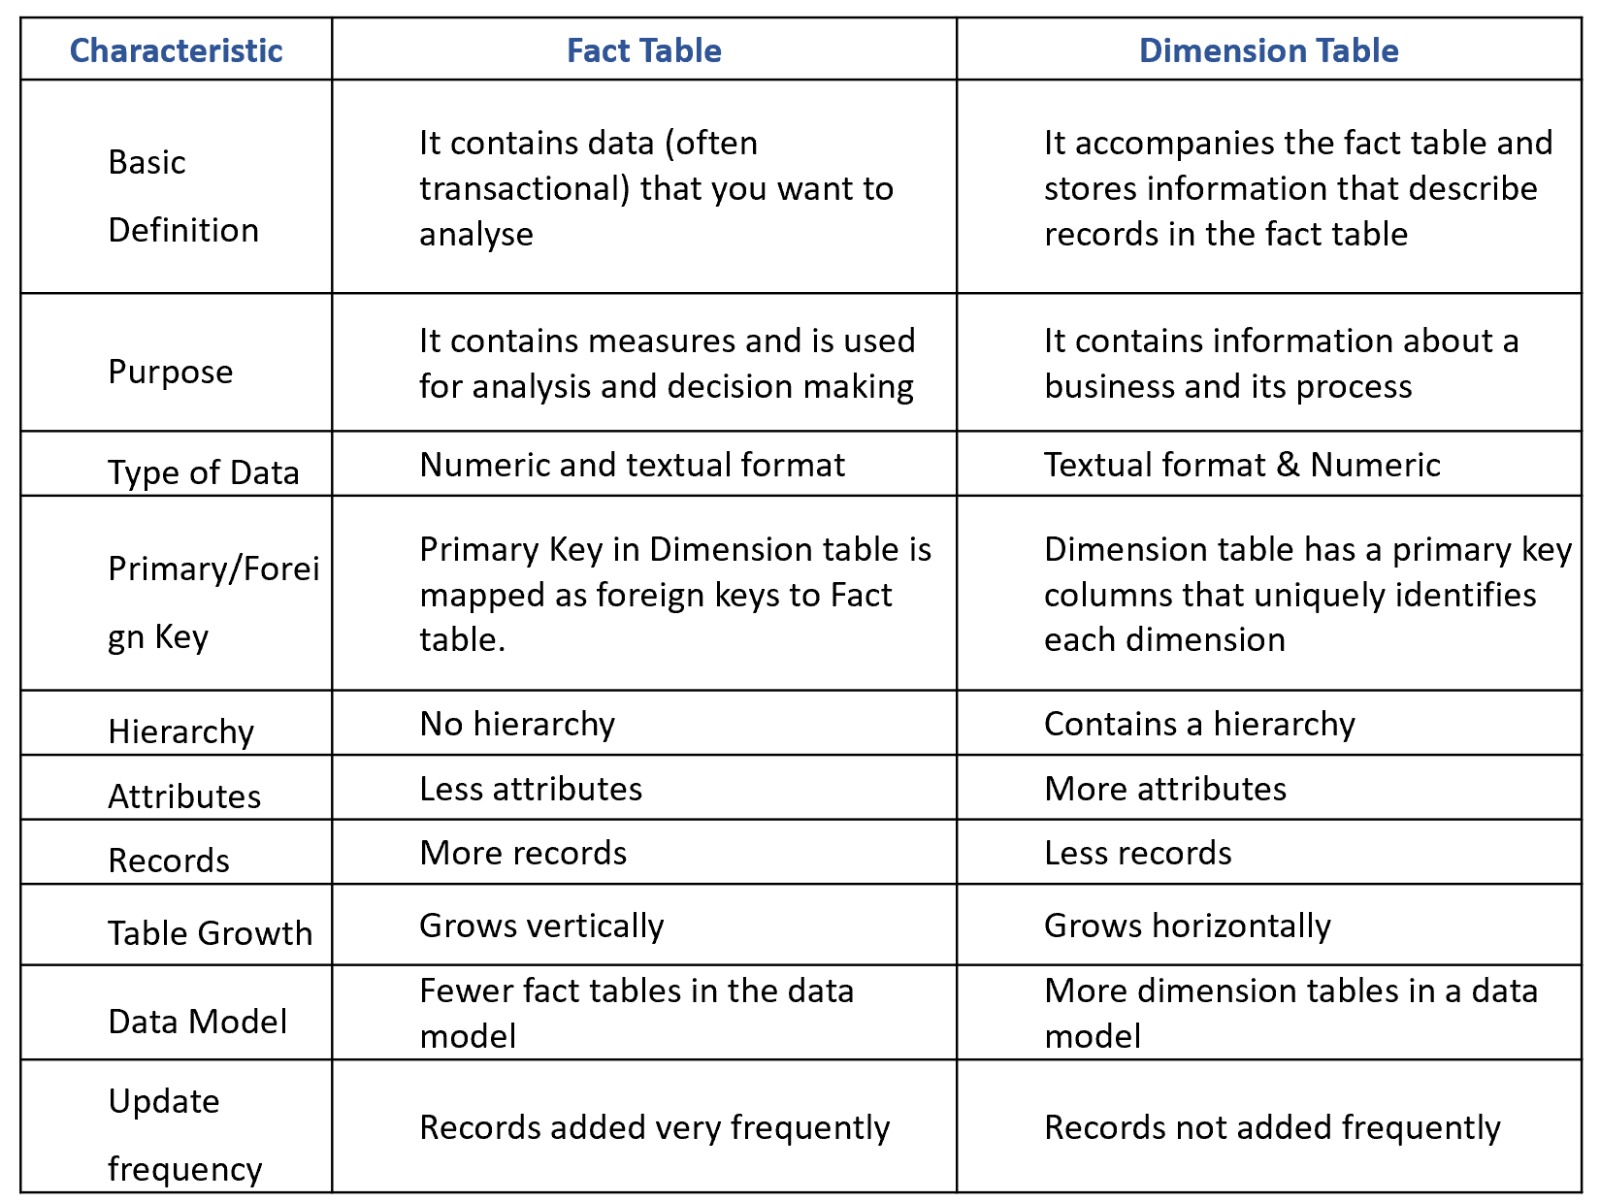 Characteristic
Fact Table
Dimension Table
Basic
Definition
It contains data (often
transactional) that you want to
analyse
It accompanies the fact table and
stores information that describe
records in the fact table
Purpose
It contains measures and is used
for analysis and decision making
It contains information about a
business and its process
Type of Data
Numeric and textual format
Textual format & Numeric
Primary/Forei
gn Key
Primary Key in Dimension table is
mapped as foreign keys to Fact
table.
Dimension table has a primary key
columns that uniquely identifies
each dimension
Hierarchy
No hierarchy
Contains a hierarchy
Attributes
Less attributes
More attributes
Records
More records
Less records
Table Growth
Grows vertically
Grows horizontally
Data Model
Fewer fact tables in the data
model
More dimension tables in a data
model
Update
frequency
Records added very frequently
Records not added frequently